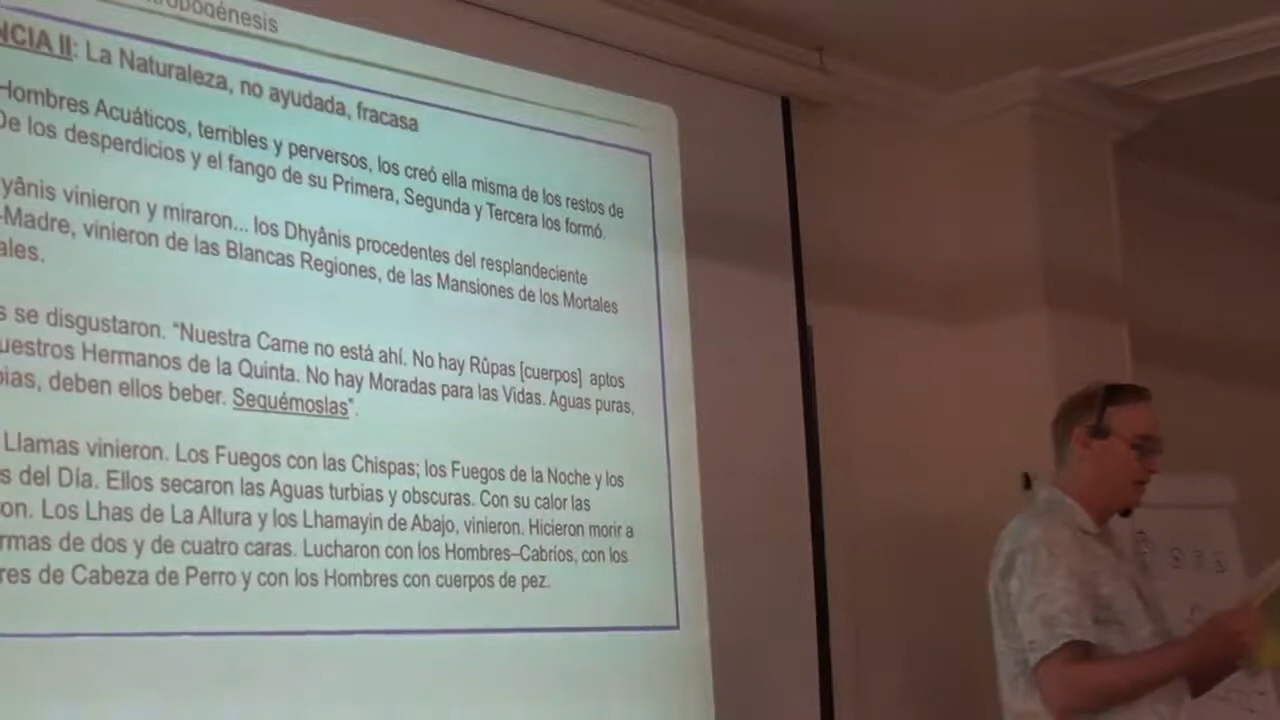 opogénesis
NCIA II: La Naturaleza, no ayudada, fracasa
Hombres Acuáticos, terribles y perversos, los creó ella misma de los restos de
De los desperdicios y el fango de su Primera, Segunda y Tercera los formó.
yânis vinieron y miraron... los Dhyânis procedentes del resplandeciente
-Madre, vinieron de las Blancas Regiones, de las Mansiones de los Mortales
ales.
s se disgustaron. “Nuestra Carne no está ahí. No hay Rûpas [cuerpos] aptos
uestros Hermanos de la Quinta. No hay Moradas para las Vidas. Aguas puras,
bias, deben ellos beber. Sequémoslas”.
Llamas vinieron. Los Fuegos con las Chispas; los Fuegos de la Noche y los
s del Día. Ellos secaron las Aguas turbias y obscuras. Con su calor las
on. Los Lhas de La Altura y los Lhamayin de Abajo, vinieron. Hicieron morir a
rmas de dos y de cuatro caras. Lucharon con los Hombres–Cabrios, con los
res de Cabeza de Perro y con los Hombres con cuerpos de pez.